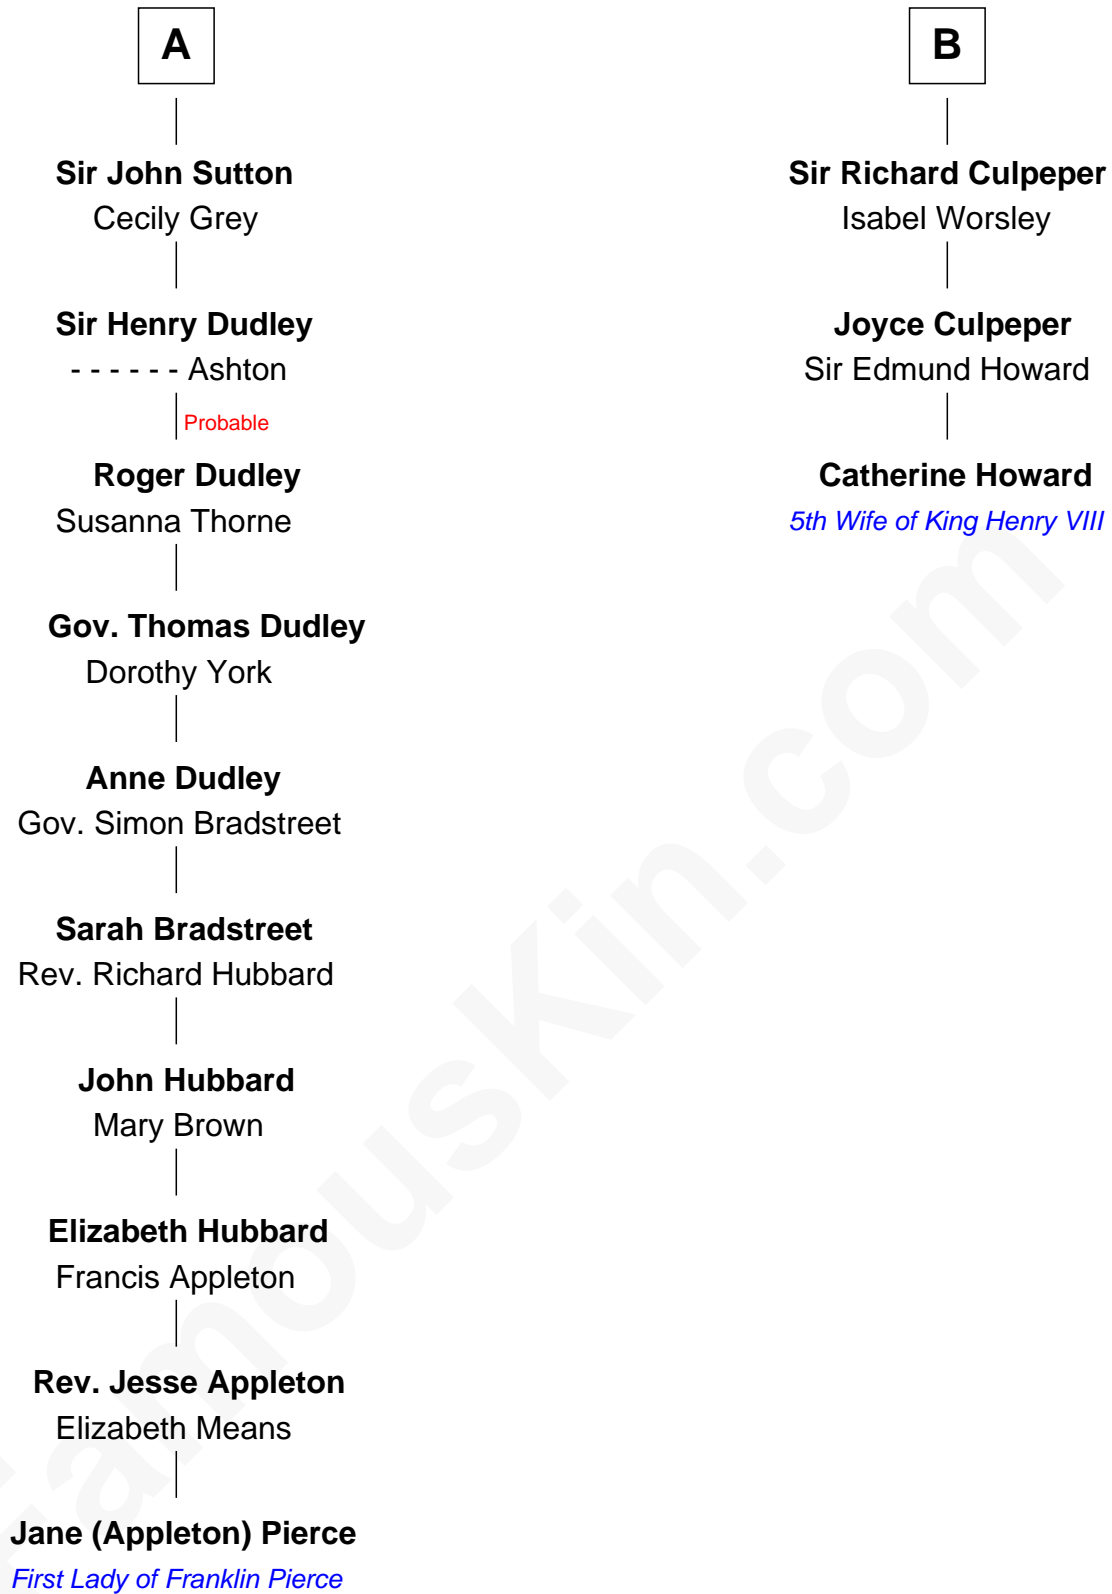 A
Sir John Sutton
Cecily Grey
Sir Henry Dudley
- - - - - - Ashton
Probable
Roger Dudley
Susanna Thorne
Gov. Thomas Dudley
Dorothy York
Anne Dudley
Gov. Simon Bradstreet
Sarah Bradstreet
Rev. Richard Hubbard
John Hubbard
Mary Brown
Elizabeth Hubbard
Francis Appleton
Rev. Jesse Appleton
Elizabeth Means
Jane (Appleton) Pierce
First Lady of Franklin Pierce
B
Sir Richard Culpeper
Isabel Worsley
Joyce Culpeper
Sir Edmund Howard
Catherine Howard
5th Wife of King Henry VIII
FamousKin.com